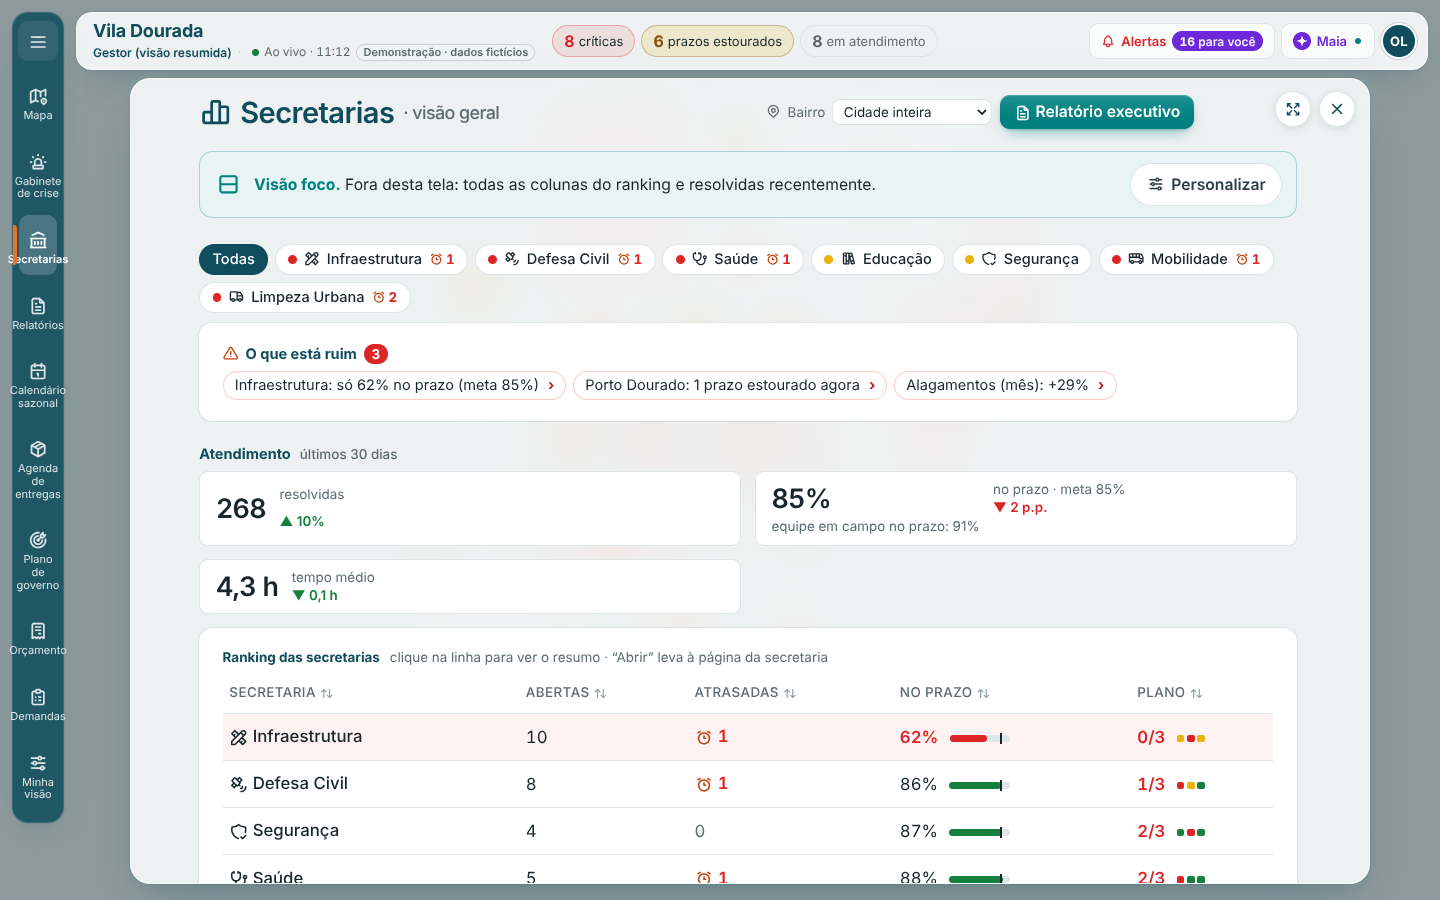 Vila Dourada
Gestor (visão resumida) · Ao vivo · 11:12 Demonstração · dados fictícios
8 críticas
6 prazos estourados
8 em atendimento
Alertas 16 para você
Maia
OL
Mapa
Gabinete
de crise
Secretarias
Relatórios
Calendário
sazonal
Agenda
de
entregas
Plano
de
governo
Orçamento
Demandas
Minha
visão
Secretarias · visão geral
Bairro Cidade inteira
Relatório executivo
Visão foco. Fora desta tela: todas as colunas do ranking e resolvidas recentemente.
Personalizar
Todas
Infraestrutura 1
Defesa Civil 1
Saúde 1
Educação
Segurança
Mobilidade 1
Limpeza Urbana 2
O que está ruim 3
Infraestrutura: só 62% no prazo (meta 85%) ›
Porto Dourado: 1 prazo estourado agora ›
Alagamentos (mês): +29% ›
Atendimento últimos 30 dias
268 resolvidas
▲ 10%
85% no prazo · meta 85%
▼ 2 p.p.
equipe em campo no prazo: 91%
4,3 h tempo médio
▼ 0,1 h
Ranking das secretarias clique na linha para ver o resumo · “Abrir” leva à página da secretaria
SECRETARIA ↑↓ ABERTAS ↑↓ ATRASADAS ↑↓ NO PRAZO ↑↓ PLANO ↑↓
Infraestrutura 10 1 62% 0/3
Defesa Civil 8 1 86% 1/3
Segurança 4 0 87% 2/3
Saúde 5 1 88% 2/3